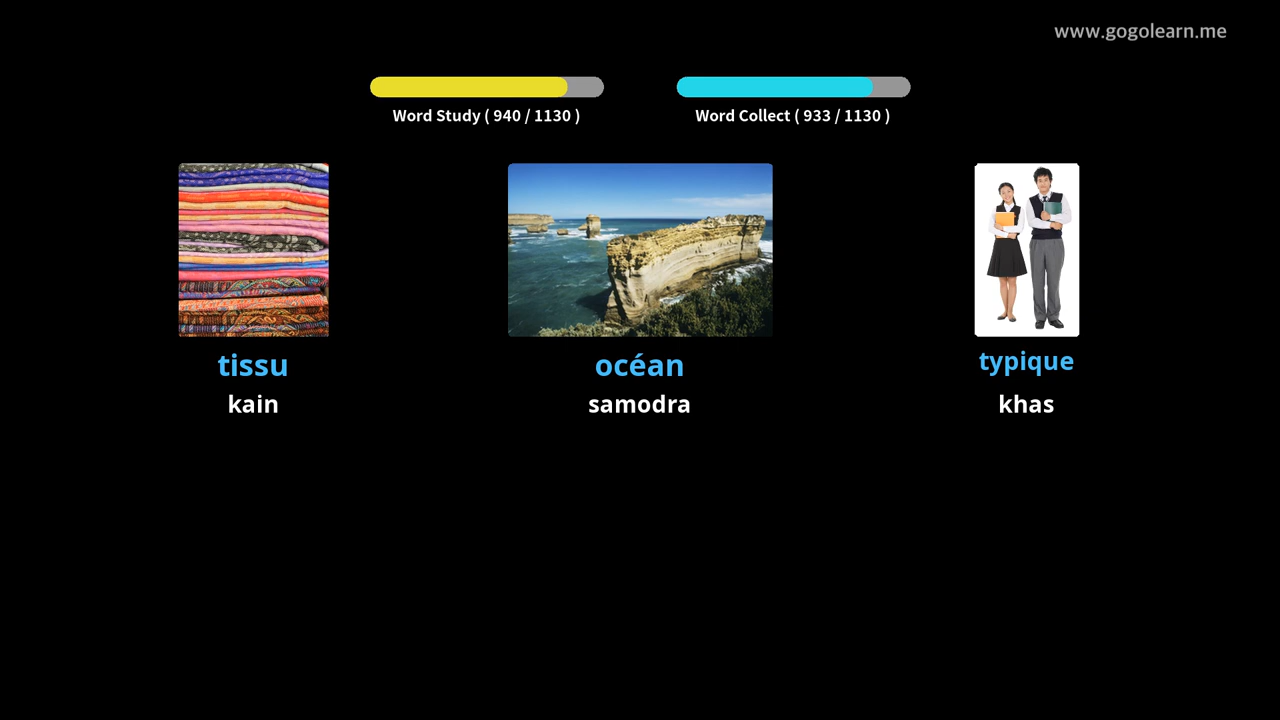 www.gogolearn.me
Word Study ( 940 / 1130 )
Word Collect ( 933 / 1130 )
tissu
kain
océan
samodra
typique
khas